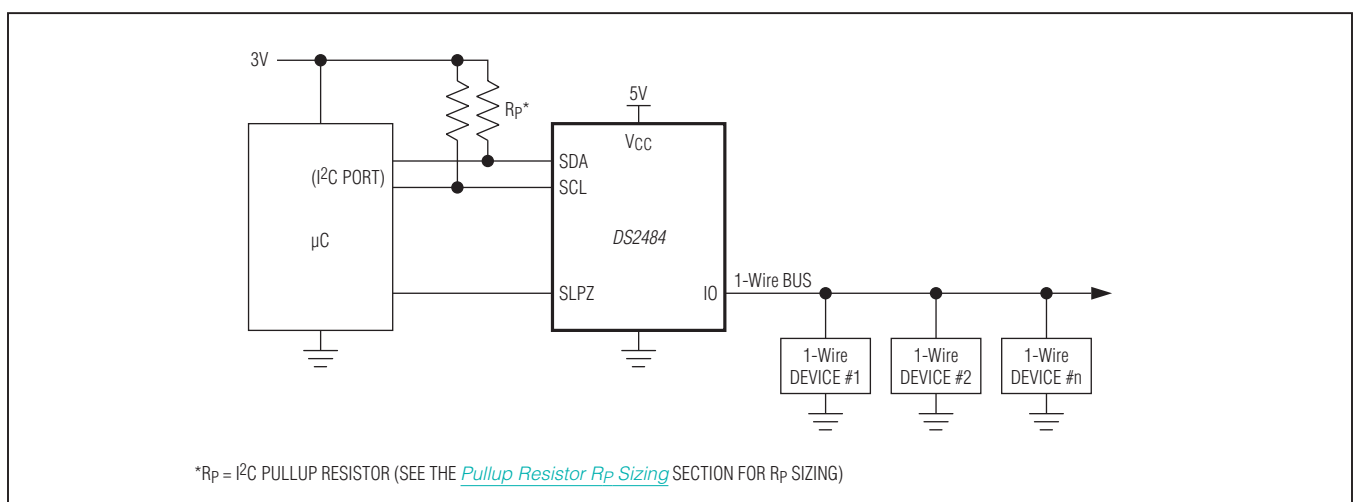 3V
RP*
5V
VCC
(I2C PORT)
SDA
SCL
µC
DS2484
SLPZ
IO
1-Wire BUS
1-Wire
DEVICE #1
1-Wire
DEVICE #2
1-Wire
DEVICE #n
*RP = I2C PULLUP RESISTOR (SEE THE Pullup Resistor RP Sizing SECTION FOR RP SIZING)